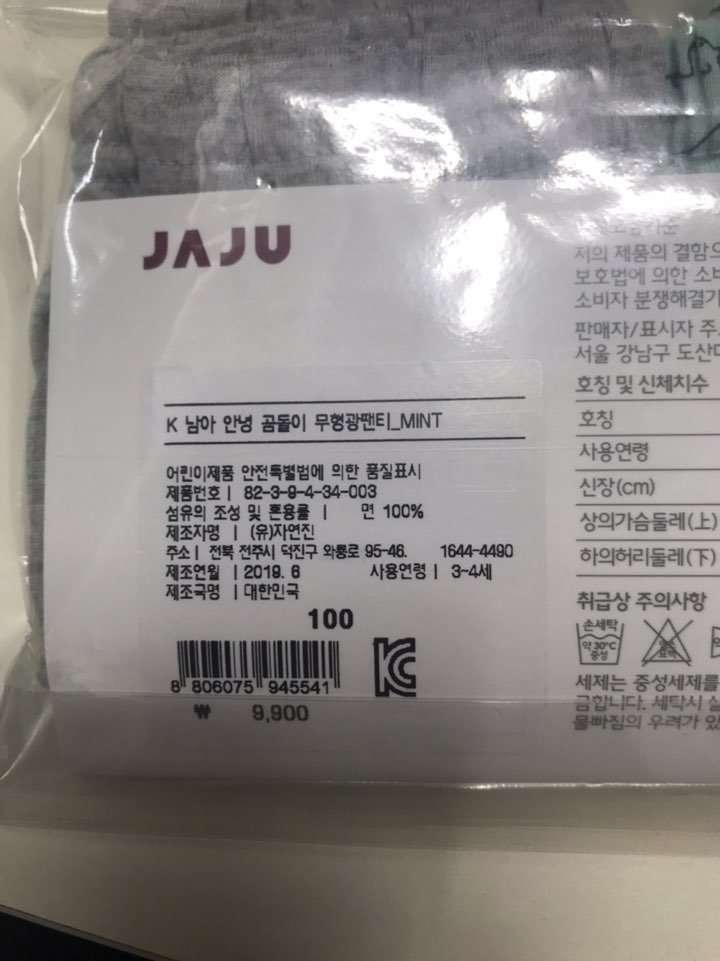 JAJU
K 남아 안녕 곰돌이 무형광팬티_MINT
어린이제품 안전특별법에 의한 품질표시
제품번호 | 82-3-9-4-34-003
섬유의 조성 및 혼용률 | 면 100%
제조자명 | (유)자연진
주소 | 전북 전주시 덕진구 와룡로 95-46. 1644-4490
제조연월 | 2019. 6 사용연령 | 3-4세
제조국명 | 대한민국
100
8 806075 945541
₩ 9,900
저희 제품의 결함으
보호법에 의한 소비
소비자 분쟁해결기
판매자/표시자 주
서울 강남구 도산대
호칭 및 신체치수
호칭
사용연령
신장(cm)
상의가슴둘레(上)
하의허리둘레(下)
취급상 주의사항
손세탁
약30℃
중성
세제는 중성세제를
금합니다. 세탁시
물빠짐의 우려가 있